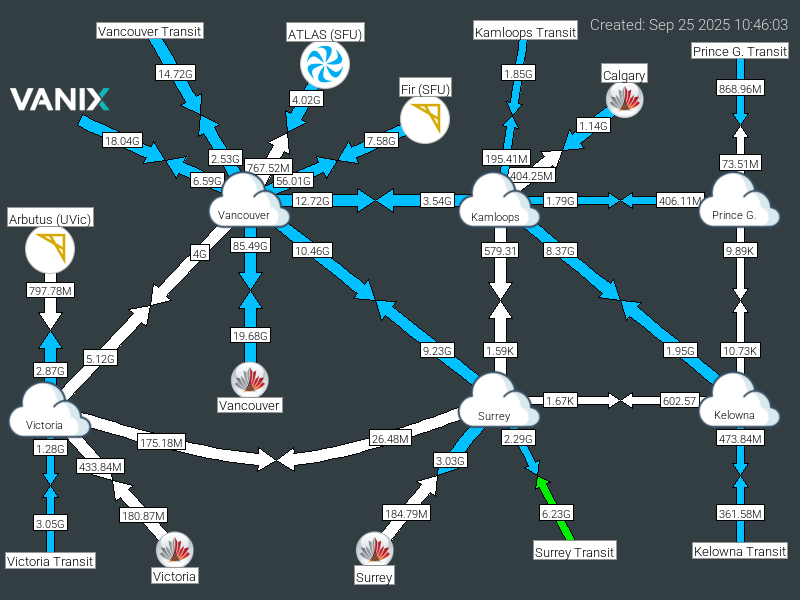 Created: Sep 25 2025 10:46:03
Vancouver Transit
ATLAS (SFU)
Kamloops Transit
Prince G. Transit
14.72G
1.85G
Calgary
868.96M
VANIX
4.02G
Fir (SFU)
1.14G
18.04G
7.58G
2.53G
195.41M
73.51M
767.52M
404.25M
6.59G
56.01G
12.72G
3.54G
1.79G
406.11M
Vancouver
Kamloops
Prince G.
Arbutus (UVic)
4G
85.49G
10.46G
579.31
8.37G
9.89K
797.78M
19.68G
5.12G
9.23G
1.59K
1.95G
10.73K
2.87G
Vancouver
1.67K
602.57
Victoria
Surrey
Kelowna
175.18M
26.48M
2.29G
473.84M
1.28G
433.84M
3.03G
3.05G
180.87M
184.79M
6.23G
361.58M
Victoria Transit
Victoria
Surrey
Surrey Transit
Kelowna Transit